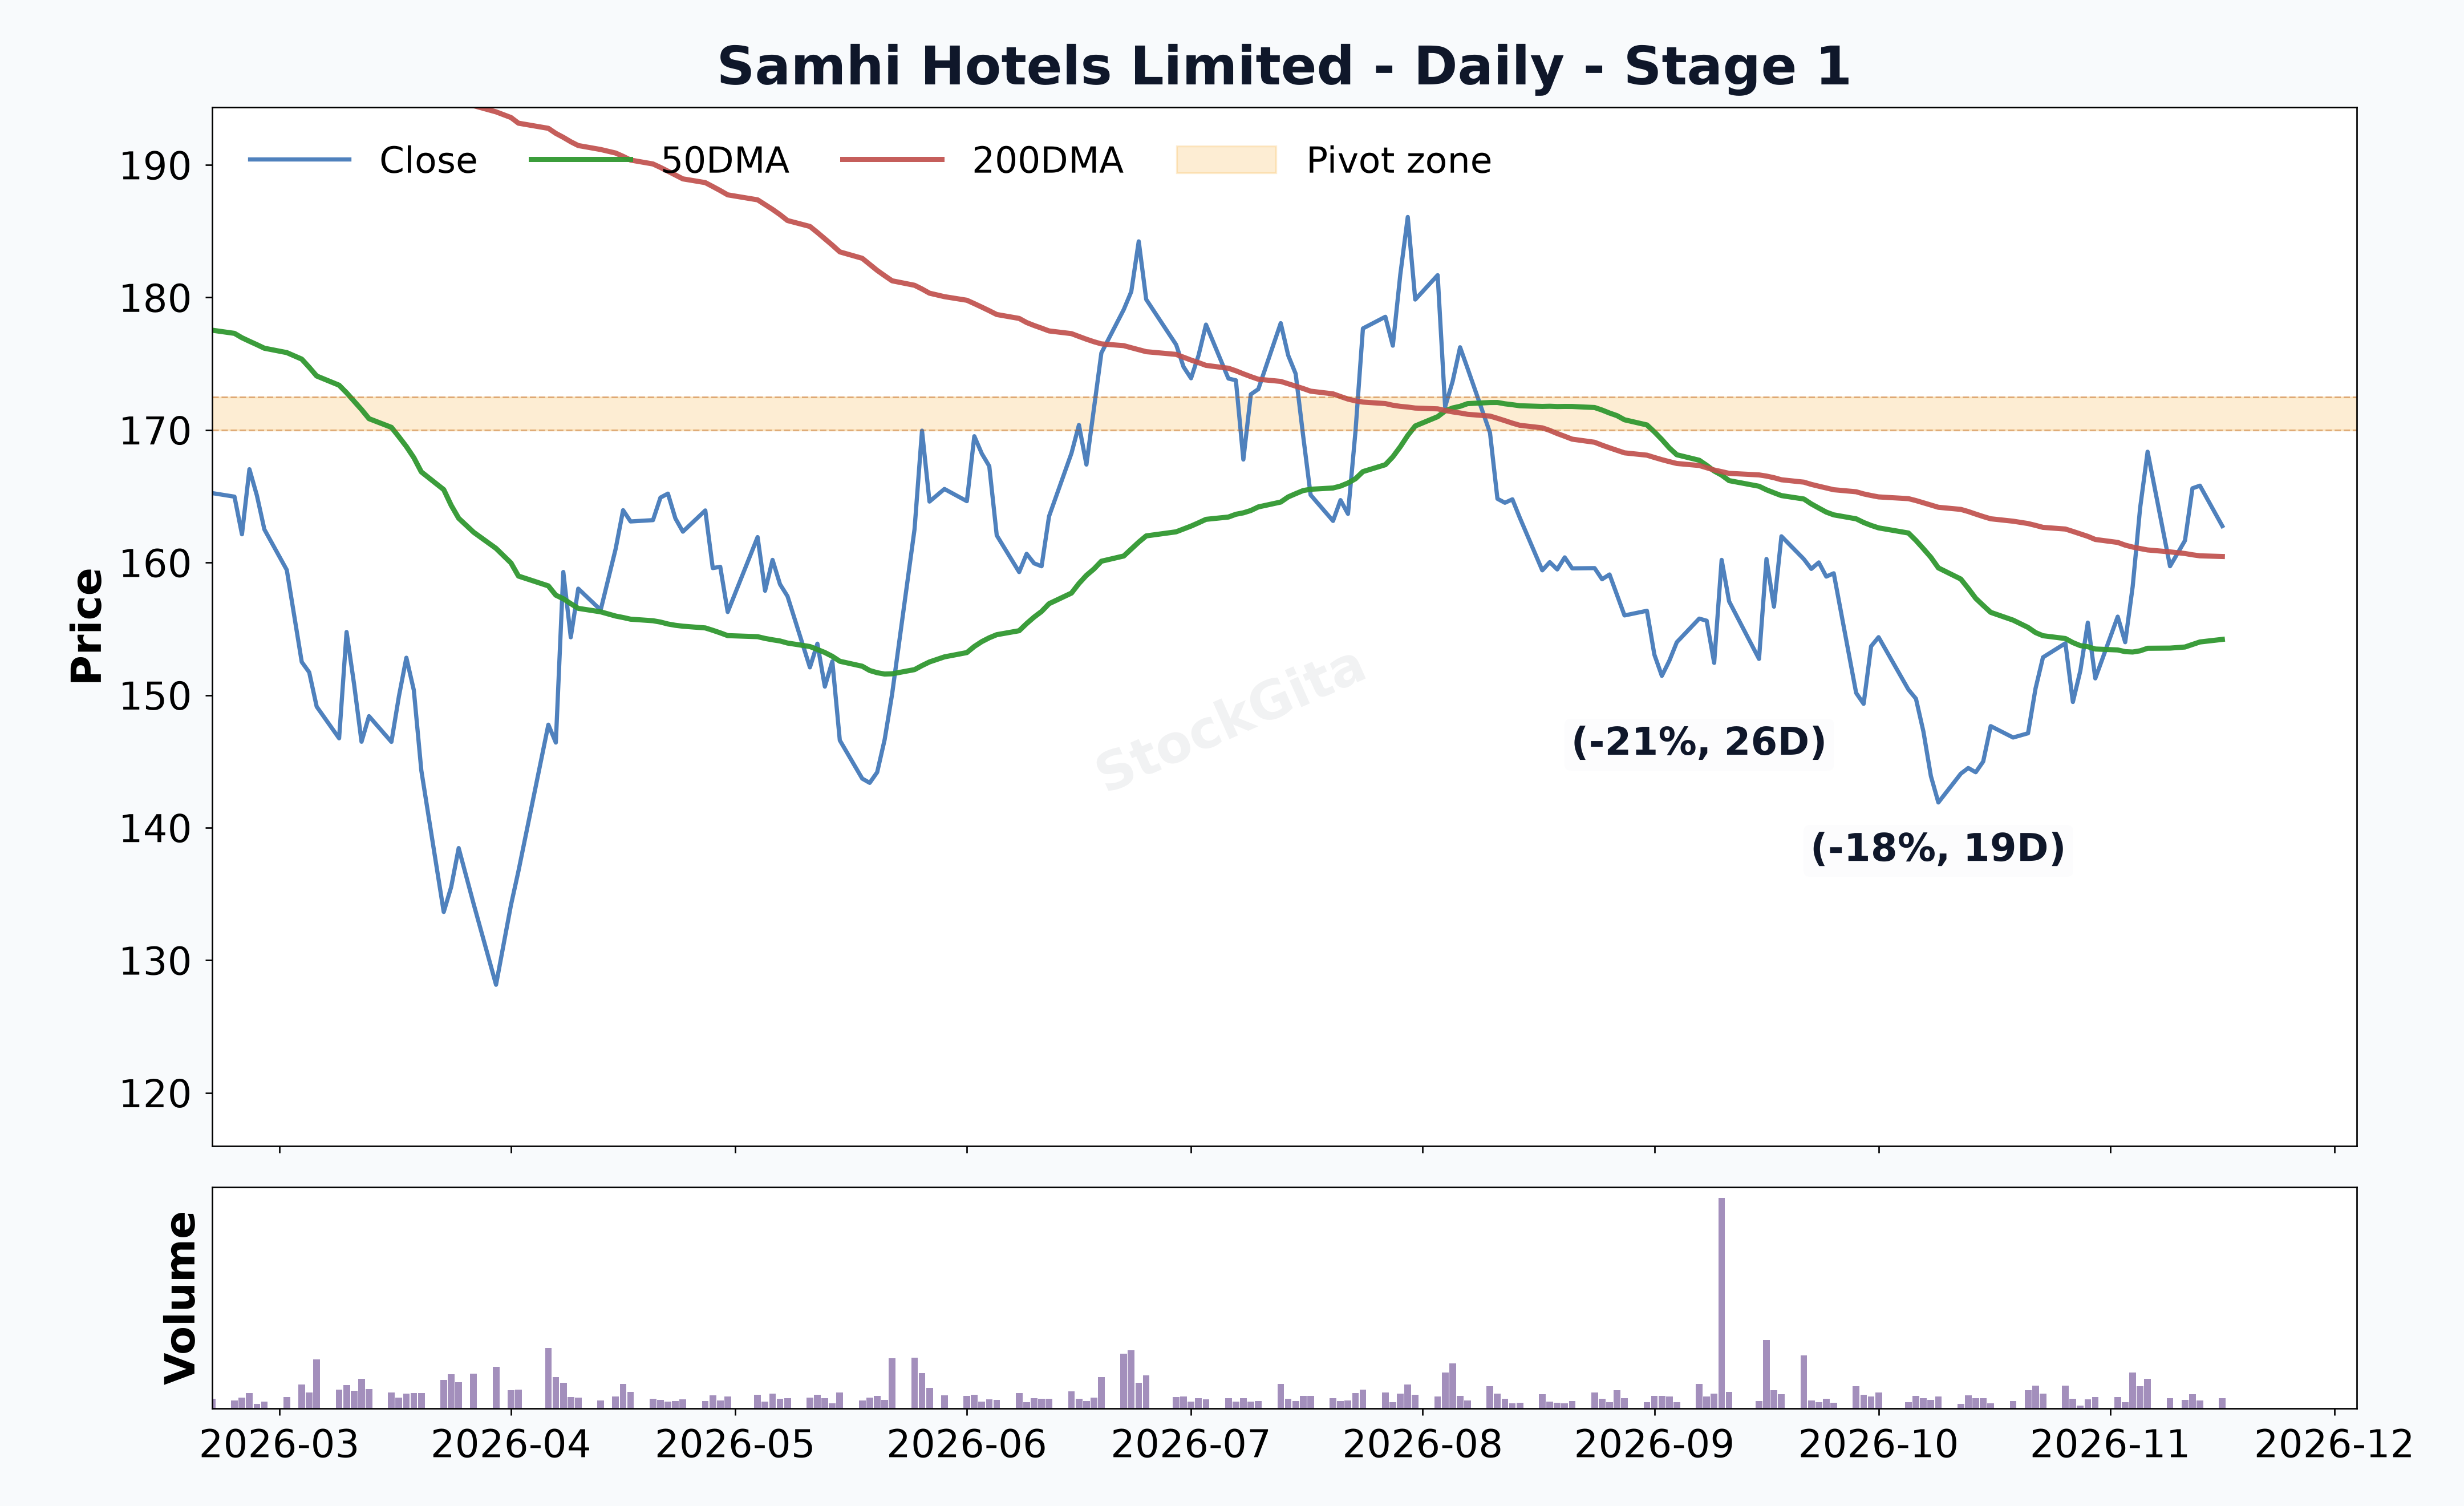 Samhi Hotels Limited - Daily - Stage 1
Close
50DMA
200DMA
Pivot zone
190
180
170
160
150
140
130
120
Price
StockGita
(-21%, 26D)
(-18%, 19D)
Volume
2026-03
2026-04
2026-05
2026-06
2026-07
2026-08
2026-09
2026-10
2026-11
2026-12